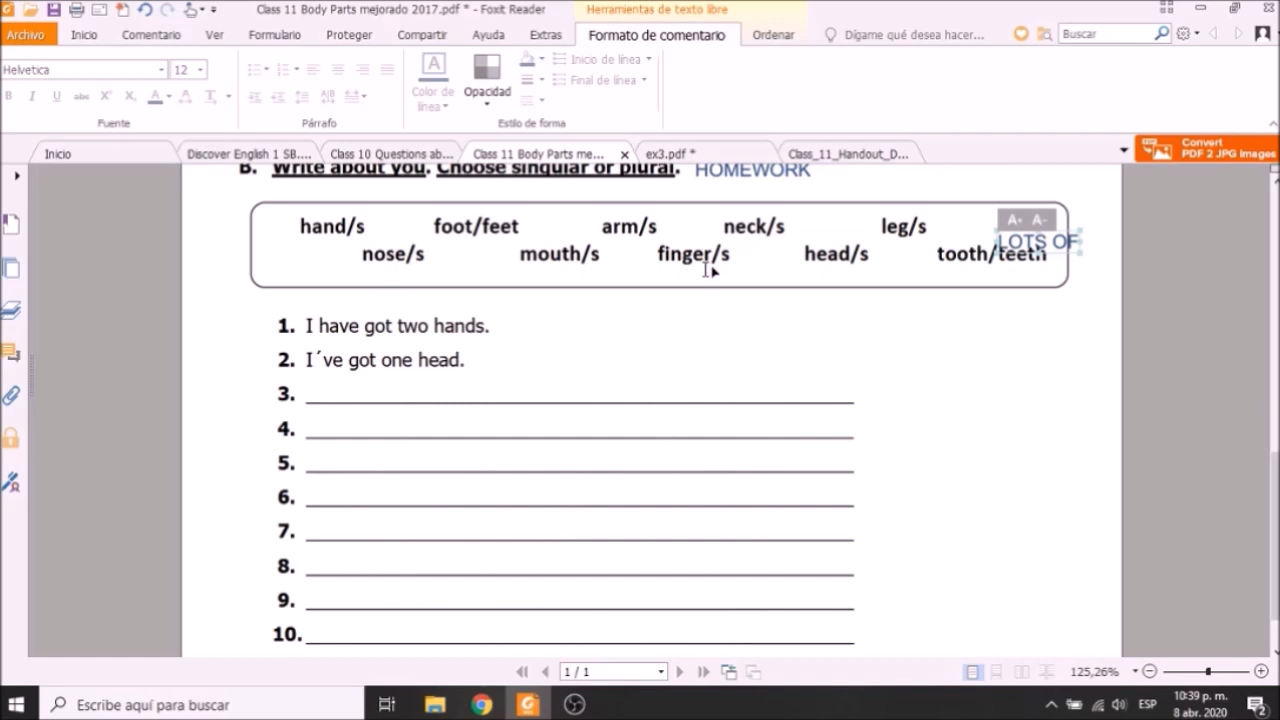 Class 11 Body Parts mejorado 2017.pdf * - Foxit Reader
Herramientas de texto libre
Archivo Inicio Comentario Ver Formulario Proteger Compartir Ayuda Extras Formato de comentario Ordenar Dígame qué desea hacer... Buscar
Helvetica 12
Color de línea Opacidad Inicio de línea
Final de línea
Fuente Párrafo Estilo de forma
Inicio Discover English 1 SB.... Class 10 Questions ab... Class 11 Body Parts me... ex3.pdf * Class_11_Handout_D...
Convert
PDF 2 JPG Images
B. Write about you. Choose singular or plural. HOMEWORK
A+ A-
hand/s foot/feet arm/s neck/s leg/s
LOTS OF
nose/s mouth/s finger/s head/s tooth/teeth
1. I have got two hands.
2. I´ve got one head.
3.
4.
5.
6.
7.
8.
9.
10.
1 / 1
125,26%
Escribe aquí para buscar
ESP
10:39 p. m.
8 abr. 2020
2